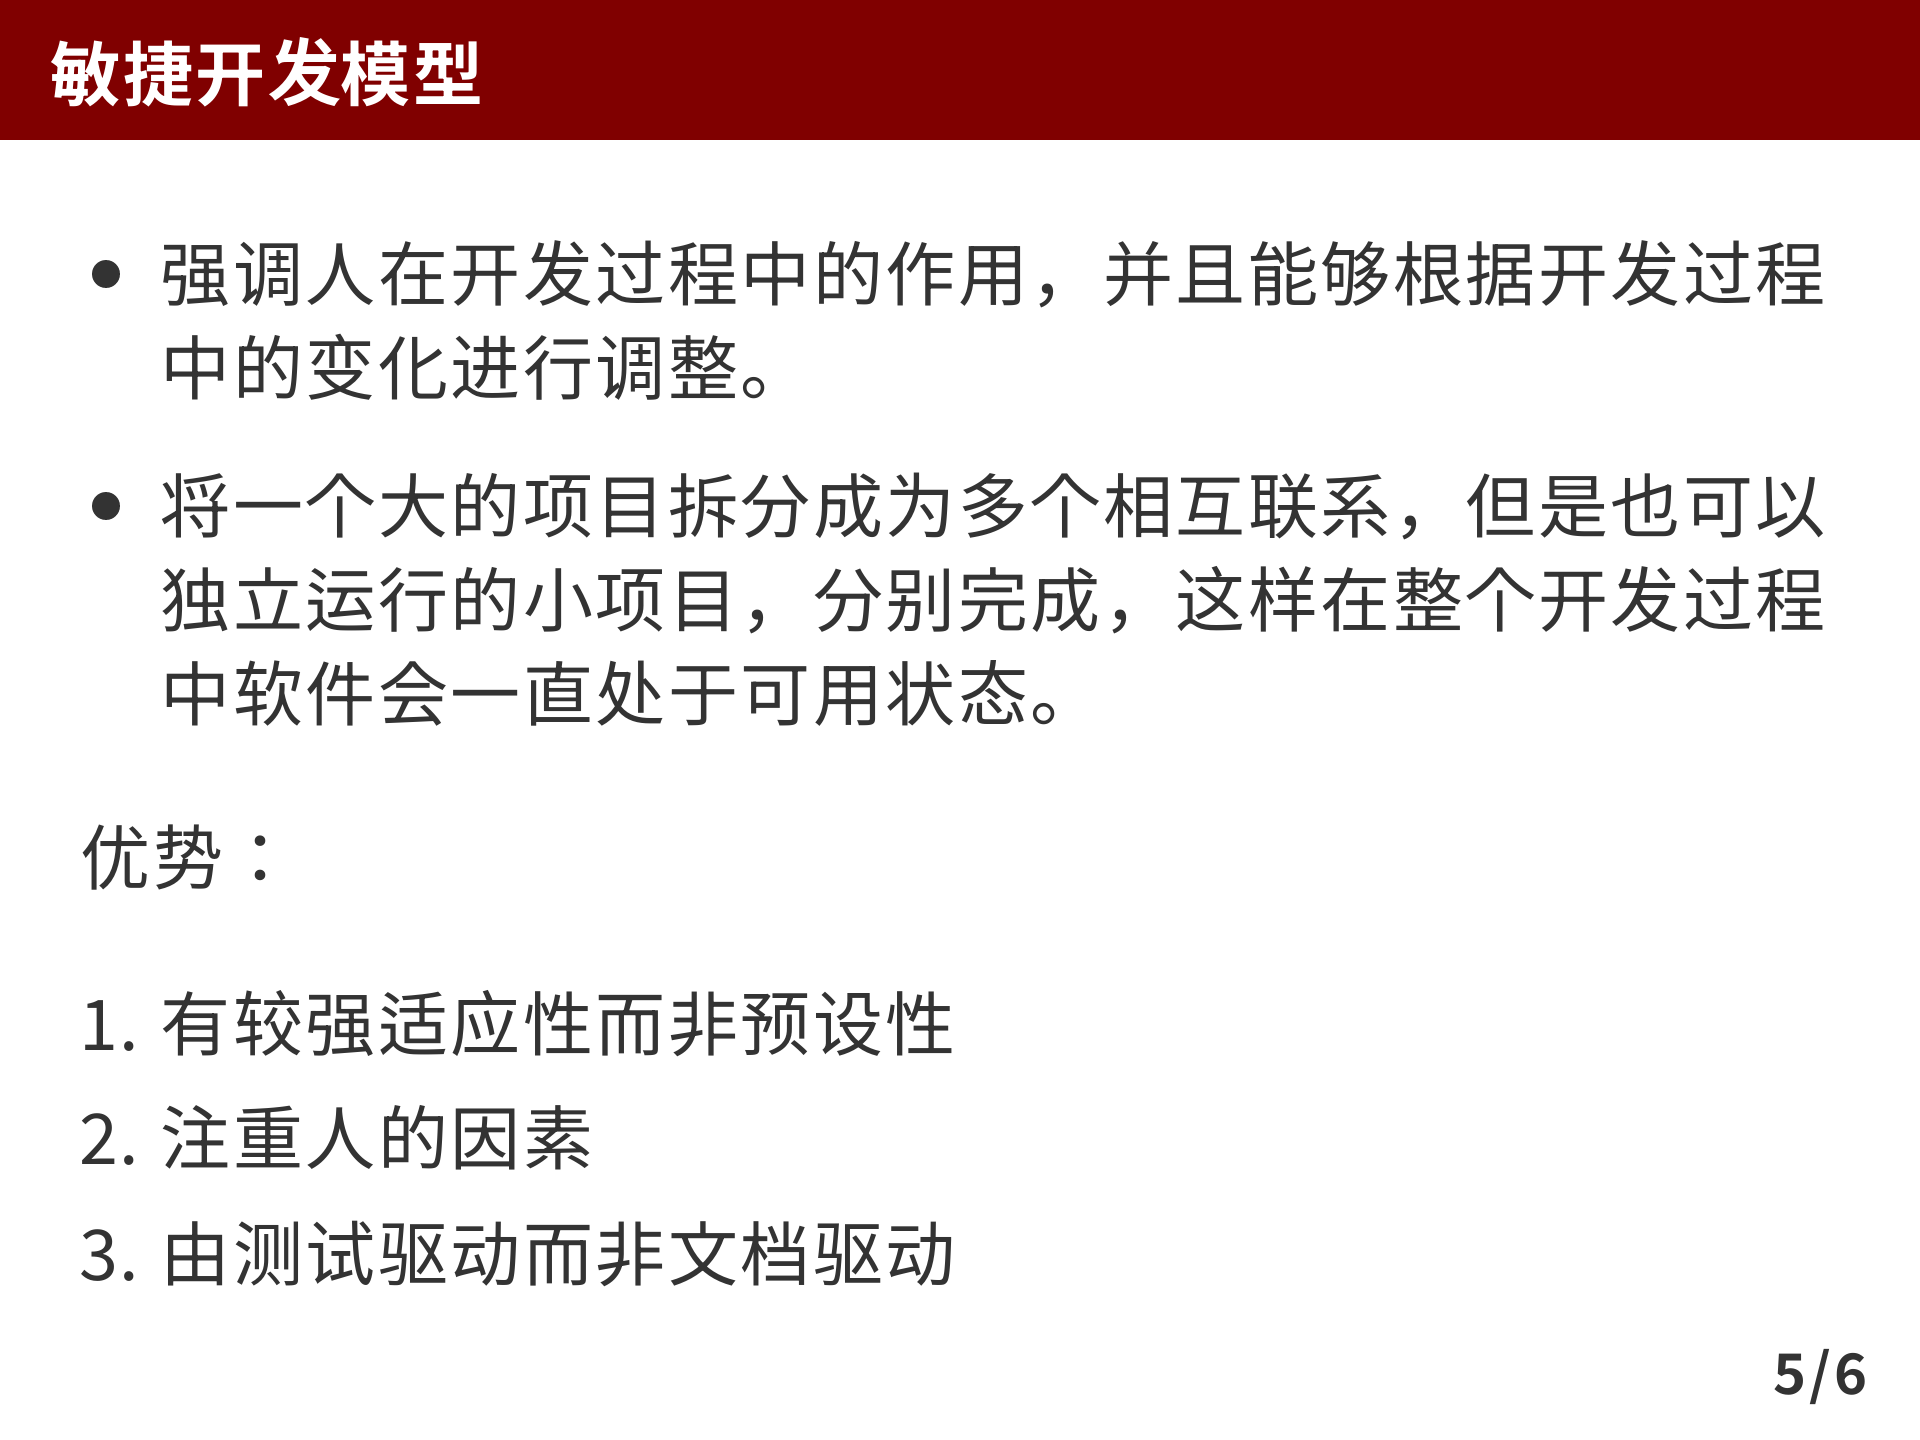 敏捷开发模型
• 强调人在开发过程中的作用，并且能够根据开发过程
中的变化进行调整。
• 将一个大的项目拆分成为多个相互联系，但是也可以
独立运行的小项目，分别完成，这样在整个开发过程
中软件会一直处于可用状态。
优势：
1. 有较强适应性而非预设性
2. 注重人的因素
3. 由测试驱动而非文档驱动
5/6